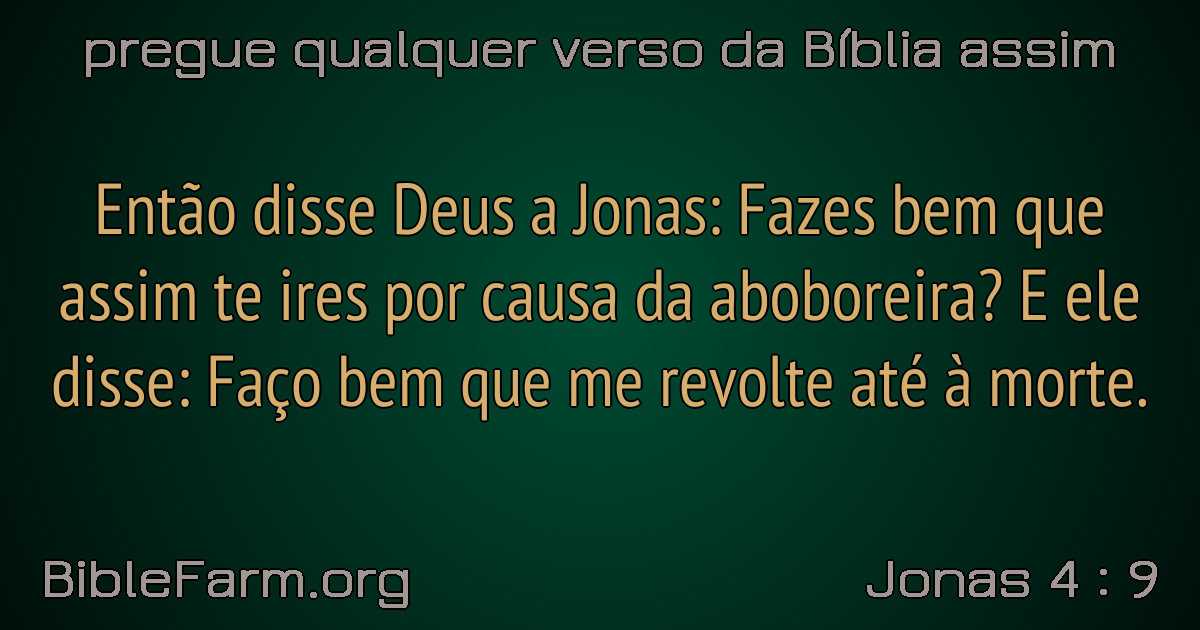 pregue qualquer verso da Bíblia assim
Então disse Deus a Jonas: Fazes bem que
assim te ires por causa da aboboreira? E ele
disse: Faço bem que me revolte até à morte.
BibleFarm.org
Jonas 4 : 9